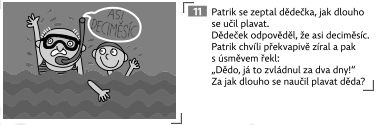 ASI
DECIMĚSÍC
11 Patrik se zeptal dědečka, jak dlouho
se učil plavat.
Dědeček odpověděl, že asi deciměsíc.
Patrik chvíli překvapivě zíral a pak
s úsměvem řekl:
„Dědo, já to zvládnul za dva dny!“
Za jak dlouho se naučil plavat děda?